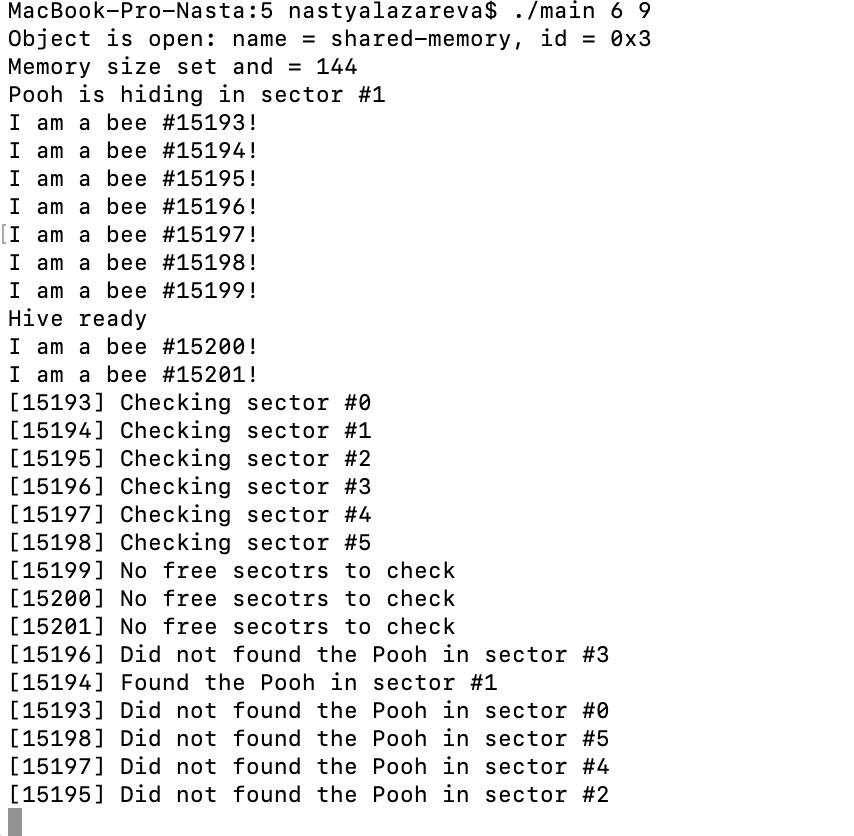 MacBook-Pro-Nasta:5 nastyalazareva$ ./main 6 9
Object is open: name = shared-memory, id = 0x3
Memory size set and = 144
Pooh is hiding in sector #1
I am a bee #15193!
I am a bee #15194!
I am a bee #15195!
I am a bee #15196!
[I am a bee #15197!
I am a bee #15198!
I am a bee #15199!
Hive ready
I am a bee #15200!
I am a bee #15201!
[15193] Checking sector #0
[15194] Checking sector #1
[15195] Checking sector #2
[15196] Checking sector #3
[15197] Checking sector #4
[15198] Checking sector #5
[15199] No free secotrs to check
[15200] No free secotrs to check
[15201] No free secotrs to check
[15196] Did not found the Pooh in sector #3
[15194] Found the Pooh in sector #1
[15193] Did not found the Pooh in sector #0
[15198] Did not found the Pooh in sector #5
[15197] Did not found the Pooh in sector #4
[15195] Did not found the Pooh in sector #2